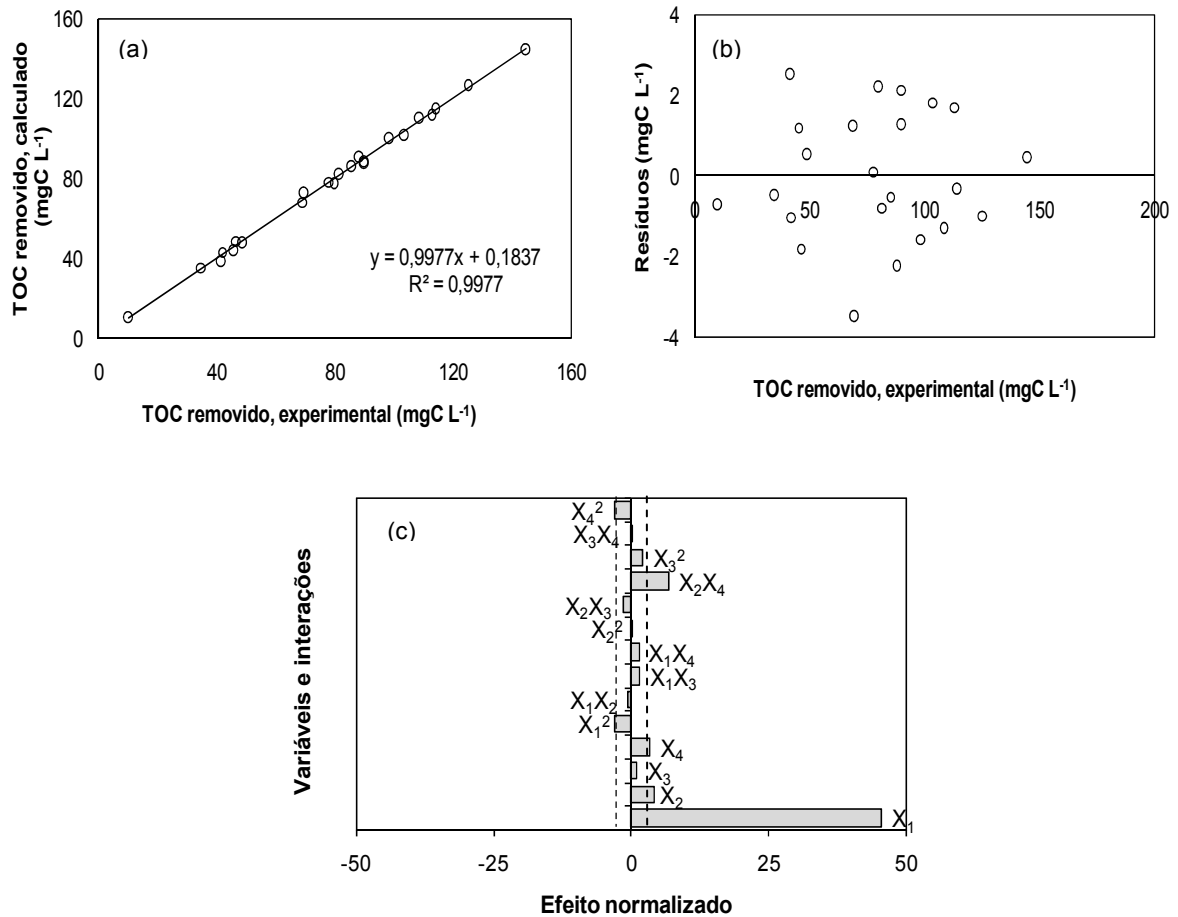 (a)
TOC removido, calculado
(mgC L⁻¹)
160
120
80
40
0
y = 0,9977x + 0,1837
R² = 0,9977
0 40 80 120 160
TOC removido, experimental (mgC L⁻¹)
(b)
Resíduos (mgC L⁻¹)
4
2
0
-2
-4
0 50 100 150 200
TOC removido, experimental (mgC L⁻¹)
(c)
Variáveis e interações
X₄²
X₃X₄
X₃²
X₂X₄
X₂X₃
X₂²
X₁X₄
X₁X₃
X₁X₂
X₁²
X₄
X₃
X₂
X₁
-50 -25 0 25 50
Efeito normalizado